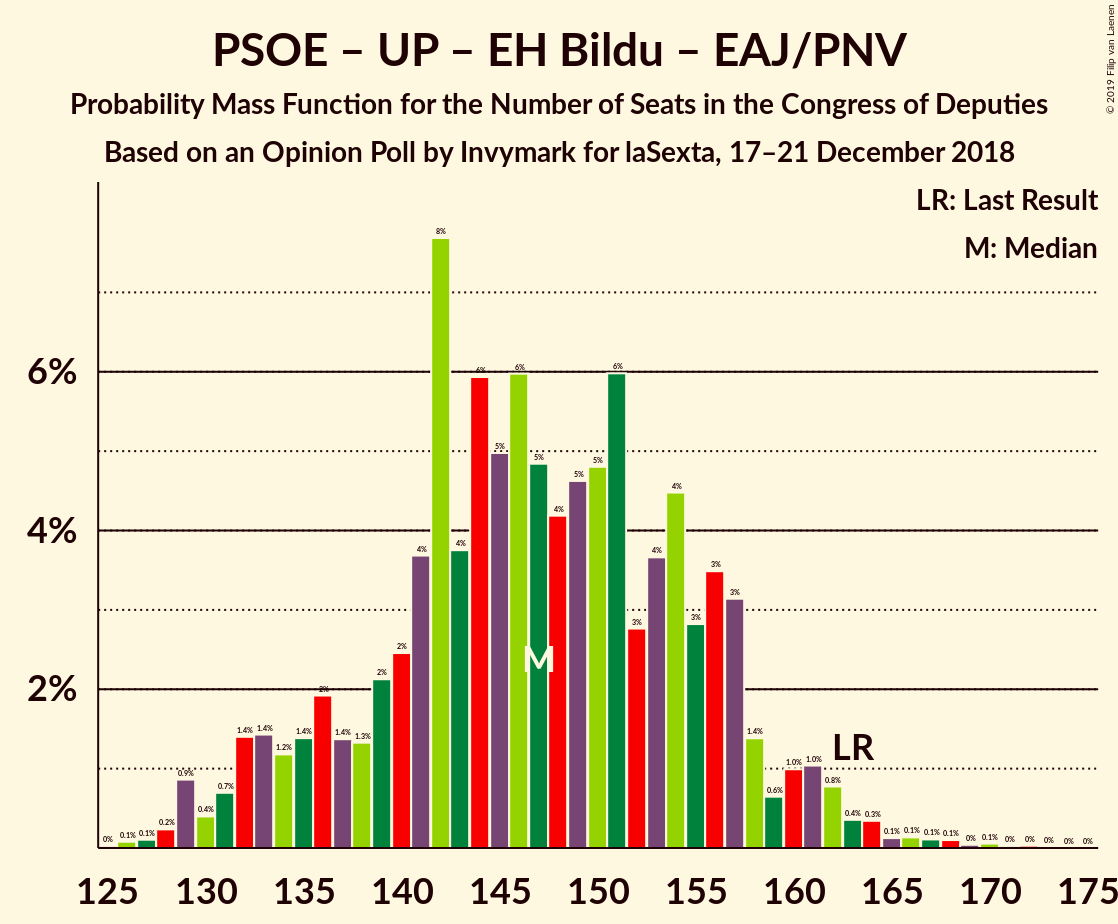 PSOE – UP – EH Bildu – EAJ/PNV
Probability Mass Function for the Number of Seats in the Congress of Deputies
Based on an Opinion Poll by Invymark for laSexta, 17–21 December 2018
© 2019 Filip van Laenen
LR: Last Result
M: Median
6%
4%
2%
0% 0.1% 0.1% 0.2% 0.9% 0.4% 0.7% 1.4% 1.4% 1.2% 1.4% 2% 1.4% 1.3% 2% 2% 4% 8% 4% 6% 5% 6% 5% 4% 5% 5% 6% 3% 4% 4% 3% 3% 3% 1.4% 0.6% 1.0% 1.0% 0.8% 0.4% 0.3% 0.1% 0.1% 0.1% 0.1% 0% 0.1% 0% 0% 0% 0% 0%
M
LR
125 130 135 140 145 150 155 160 165 170 175